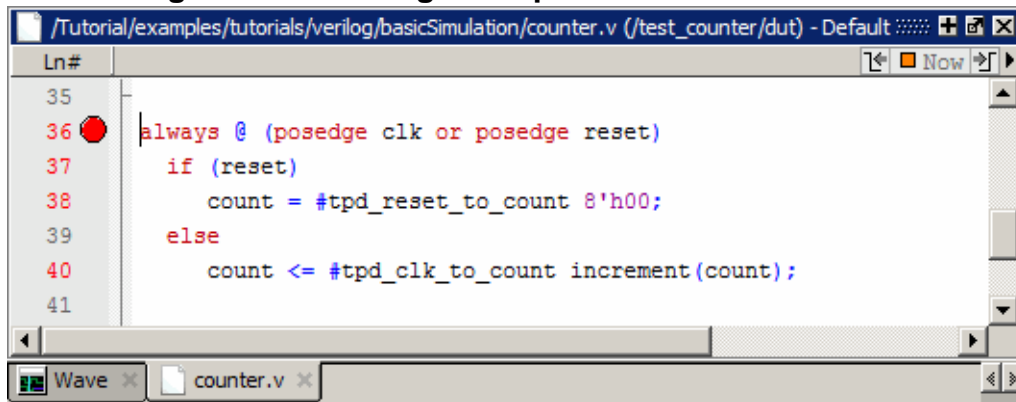 /Tutorial/examples/tutorials/verilog/basicSimulation/counter.v (/test_counter/dut) - Default
Ln#
Now
35
36 always @ (posedge clk or posedge reset)
37 if (reset)
38 count = #tpd_reset_to_count 8'h00;
39 else
40 count <= #tpd_clk_to_count increment(count);
41
Wave counter.v